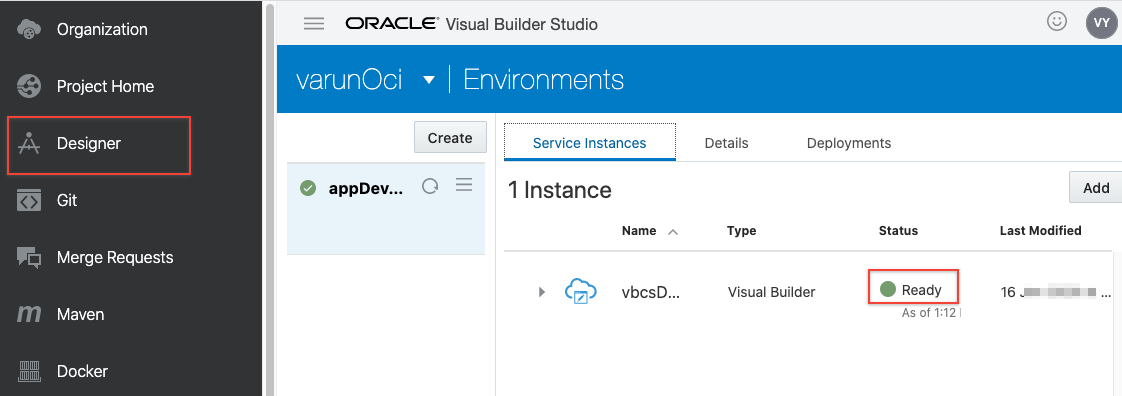 Organization
Project Home
Designer
Git
Merge Requests
Maven
Docker
ORACLE® Visual Builder Studio
VY
varunOci | Environments
Create
appDev...
Service Instances
Details
Deployments
1 Instance
Add
Name
Type
Status
Last Modified
vbcsD...
Visual Builder
Ready
As of 1:12
16 ...